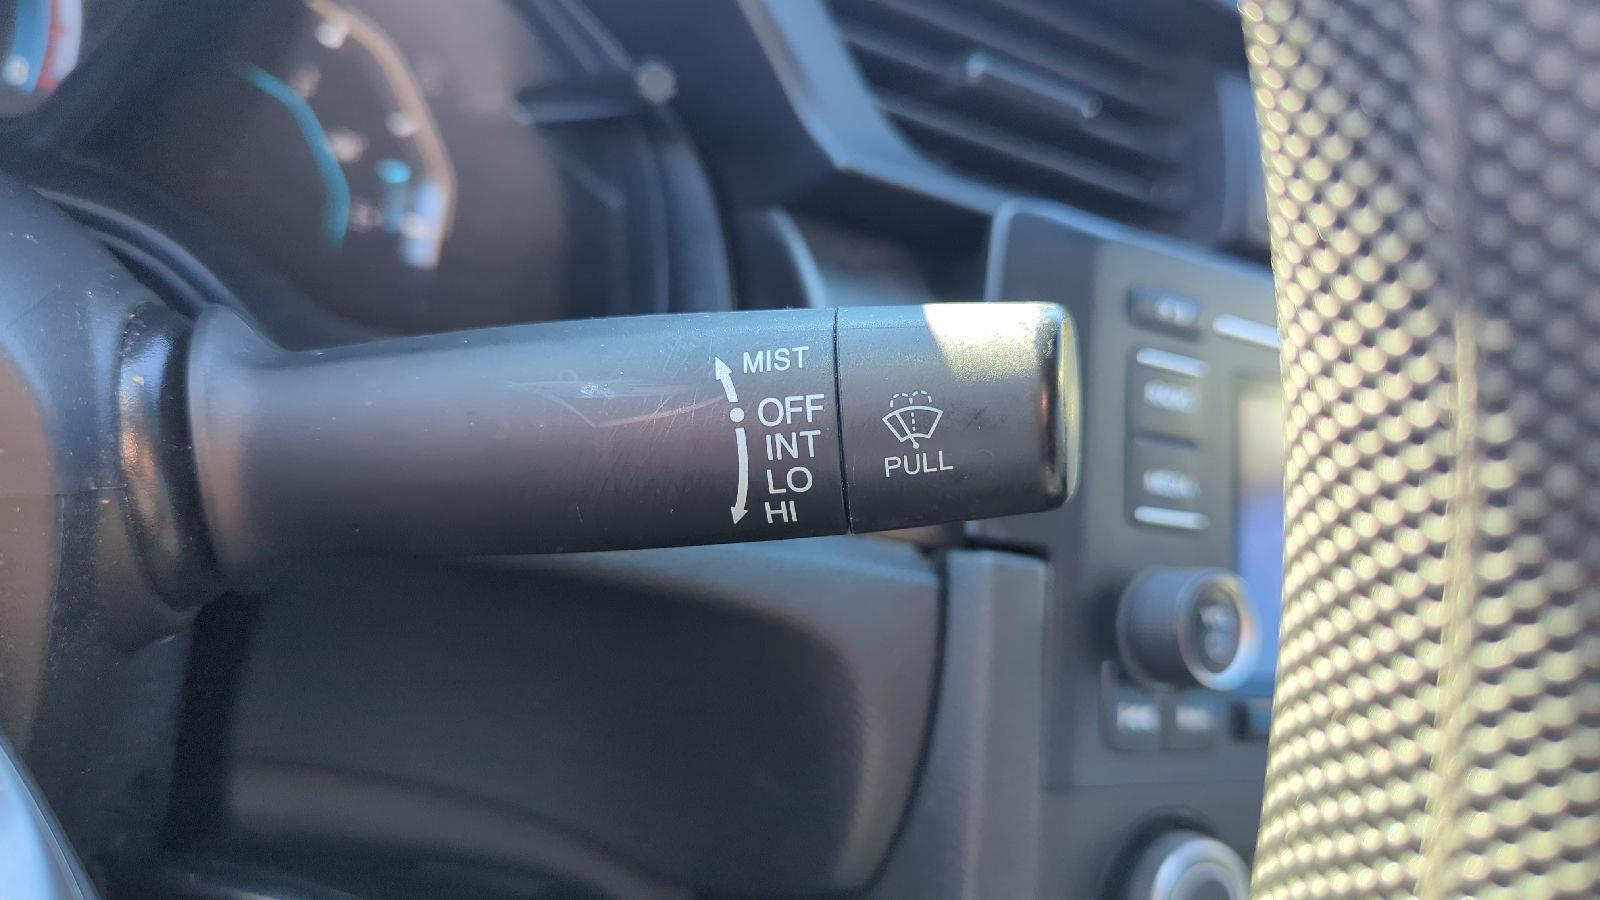 MIST
OFF
INT
LO
HI
PULL